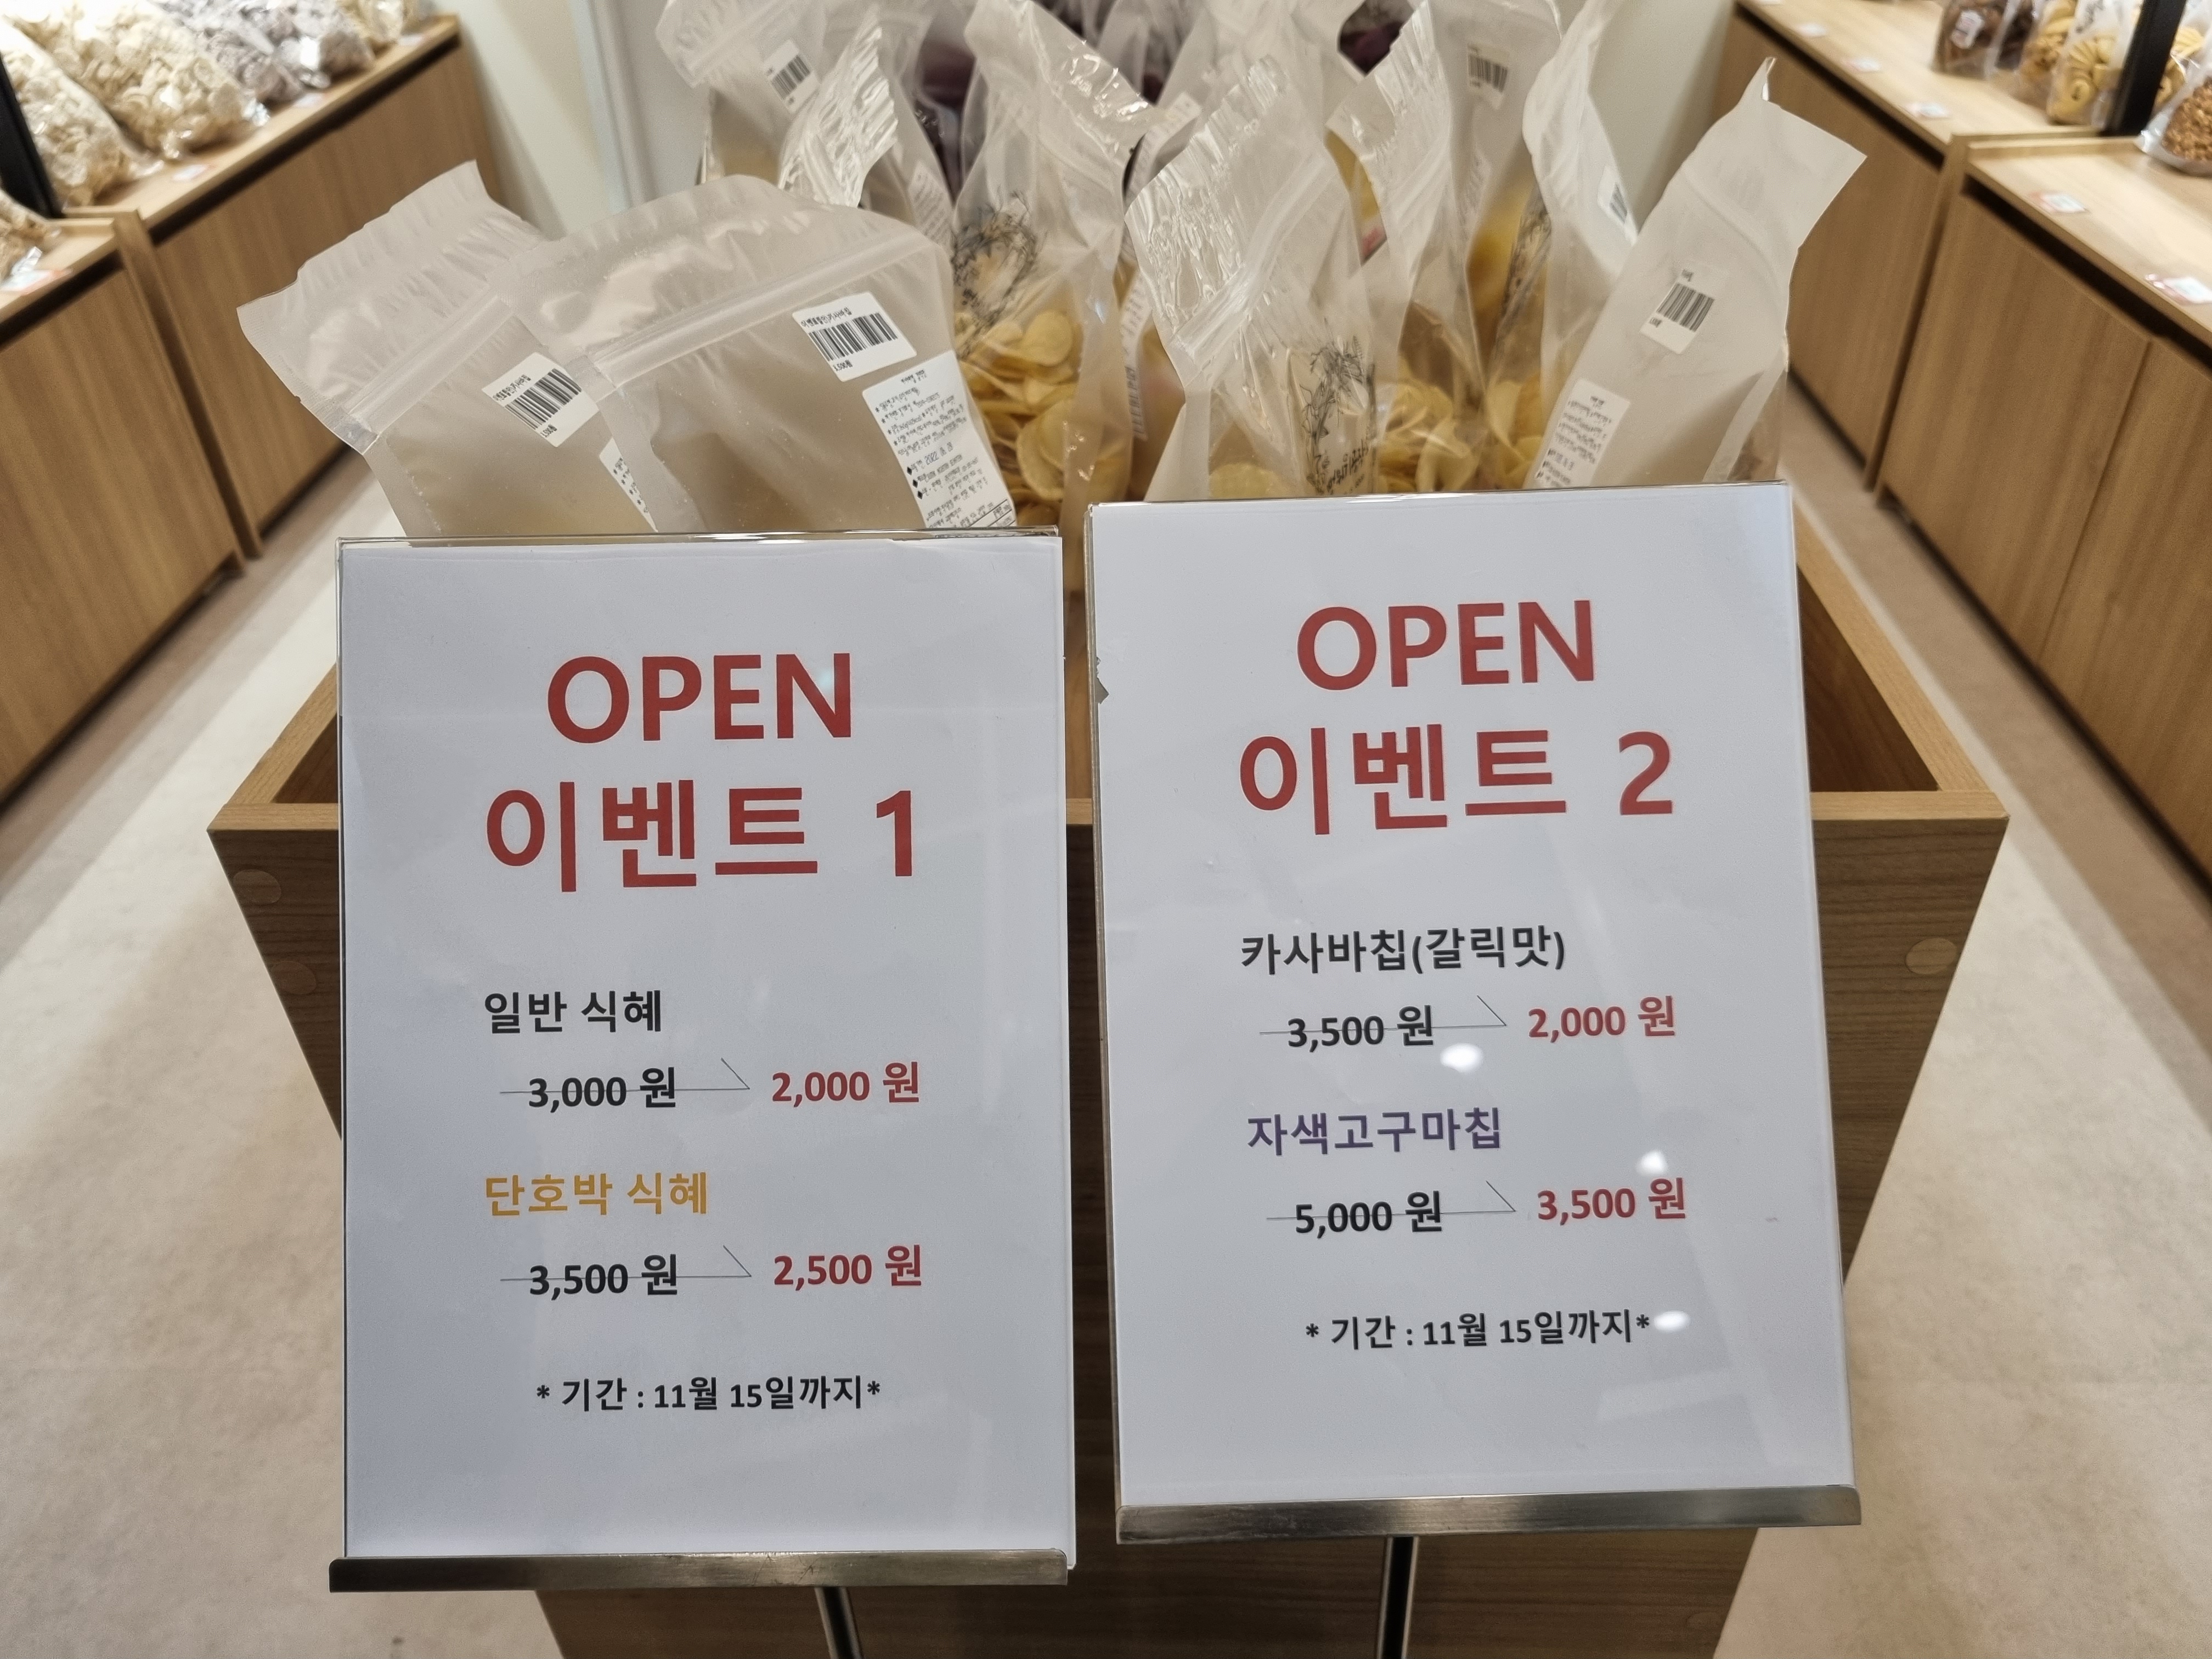 OPEN
이벤트 1
일반 식혜
3,000 원 2,000 원
단호박 식혜
3,500 원 2,500 원
* 기간 : 11월 15일까지*
OPEN
이벤트 2
카사바칩(갈릭맛)
3,500 원 2,000 원
자색고구마칩
5,000 원 3,500 원
* 기간 : 11월 15일까지*